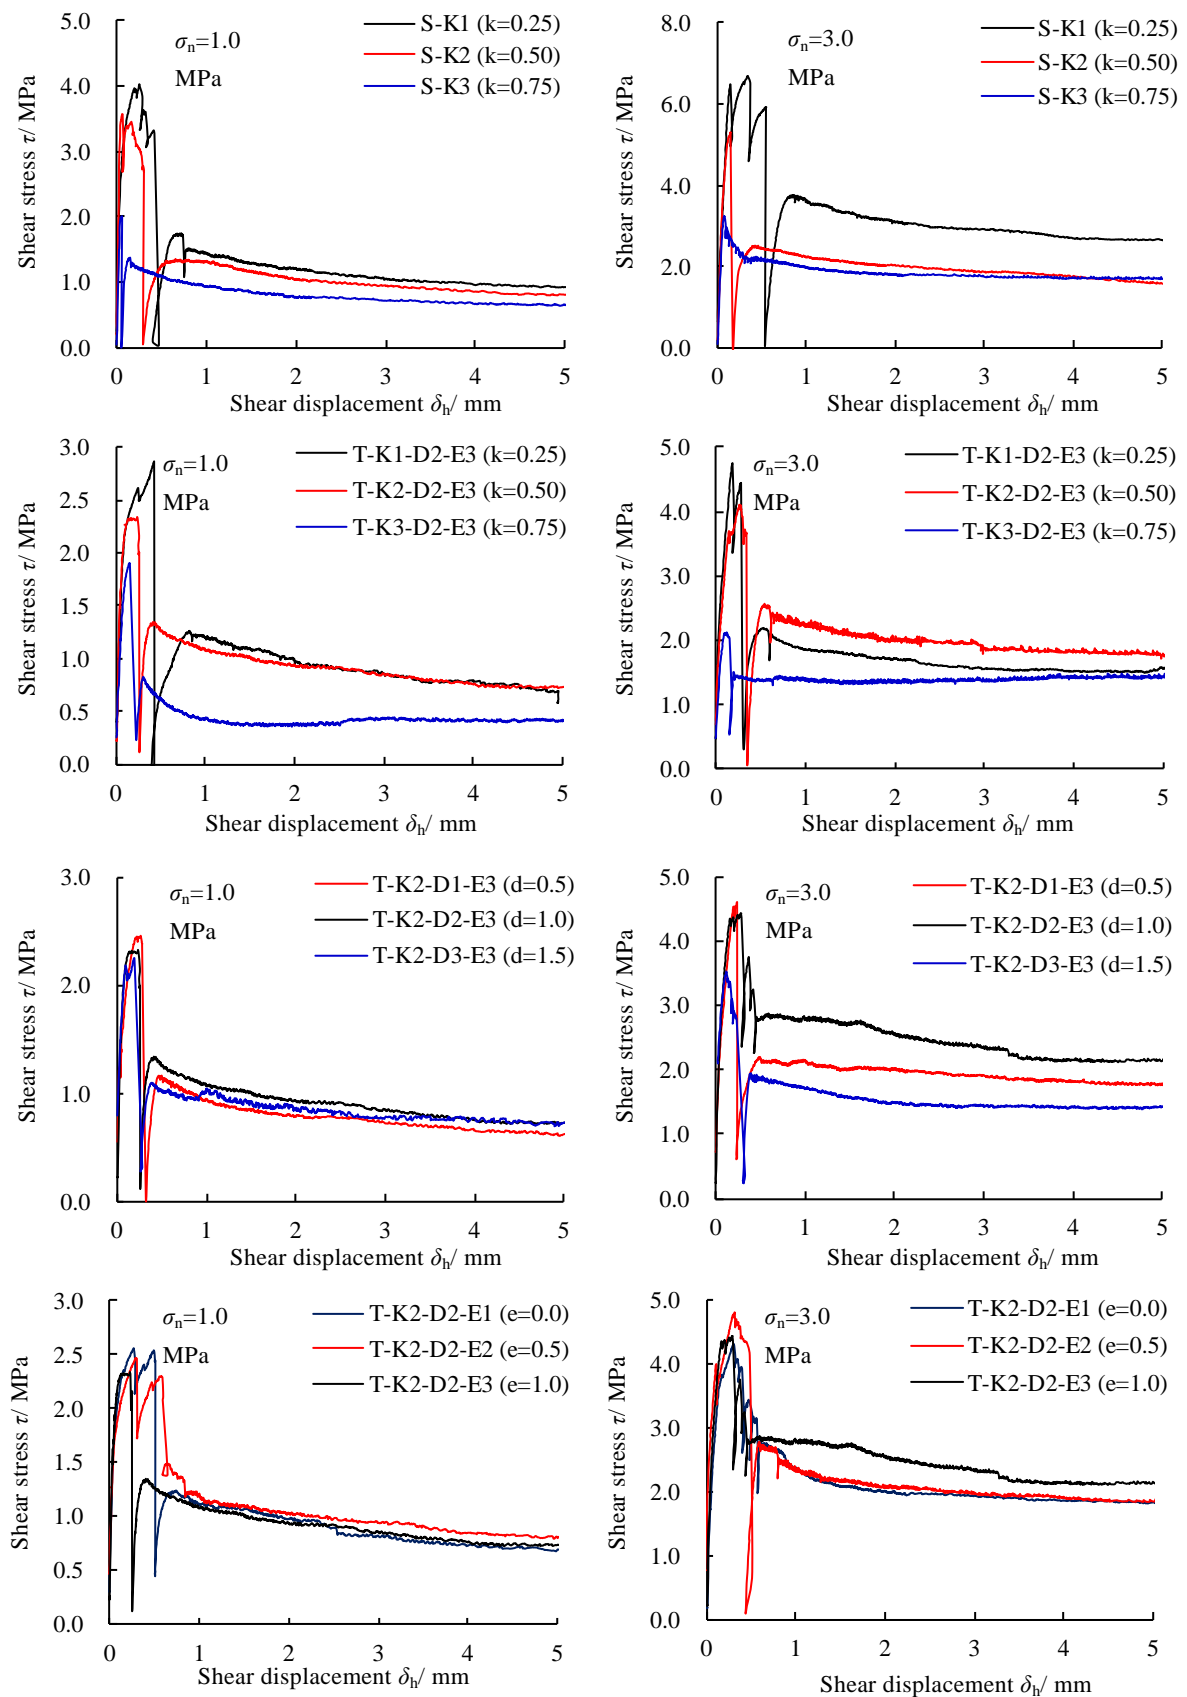 5.0
4.0
3.0
2.0
1.0
0.0
Shear stress τ/ MPa
σn=1.0
MPa
S-K1 (k=0.25)
S-K2 (k=0.50)
S-K3 (k=0.75)
0 1 2 3 4 5
Shear displacement δh/ mm
8.0
6.0
4.0
2.0
0.0
Shear stress τ/ MPa
σn=3.0
MPa
S-K1 (k=0.25)
S-K2 (k=0.50)
S-K3 (k=0.75)
0 1 2 3 4 5
Shear displacement δh/ mm
3.0
2.5
2.0
1.5
1.0
0.5
0.0
Shear stress τ/ MPa
σn=1.0
MPa
T-K1-D2-E3 (k=0.25)
T-K2-D2-E3 (k=0.50)
T-K3-D2-E3 (k=0.75)
0 1 2 3 4 5
Shear displacement δh/ mm
5.0
4.0
3.0
2.0
1.0
0.0
Shear stress τ/ MPa
σn=3.0
MPa
T-K1-D2-E3 (k=0.25)
T-K2-D2-E3 (k=0.50)
T-K3-D2-E3 (k=0.75)
0 1 2 3 4 5
Shear displacement δh/ mm
3.0
2.0
1.0
0.0
Shear stress τ/ MPa
σn=1.0
MPa
T-K2-D1-E3 (d=0.5)
T-K2-D2-E3 (d=1.0)
T-K2-D3-E3 (d=1.5)
0 1 2 3 4 5
Shear displacement δh/ mm
5.0
4.0
3.0
2.0
1.0
0.0
Shear stress τ/ MPa
σn=3.0
MPa
T-K2-D1-E3 (d=0.5)
T-K2-D2-E3 (d=1.0)
T-K2-D3-E3 (d=1.5)
0 1 2 3 4 5
Shear displacement δh/ mm
3.0
2.5
2.0
1.5
1.0
0.5
0.0
Shear stress τ/ MPa
σn=1.0
MPa
T-K2-D2-E1 (e=0.0)
T-K2-D2-E2 (e=0.5)
T-K2-D2-E3 (e=1.0)
0 1 2 3 4 5
Shear displacement δh/ mm
5.0
4.0
3.0
2.0
1.0
0.0
Shear stress τ/ MPa
σn=3.0
MPa
T-K2-D2-E1 (e=0.0)
T-K2-D2-E2 (e=0.5)
T-K2-D2-E3 (e=1.0)
0 1 2 3 4 5
Shear displacement δh/ mm